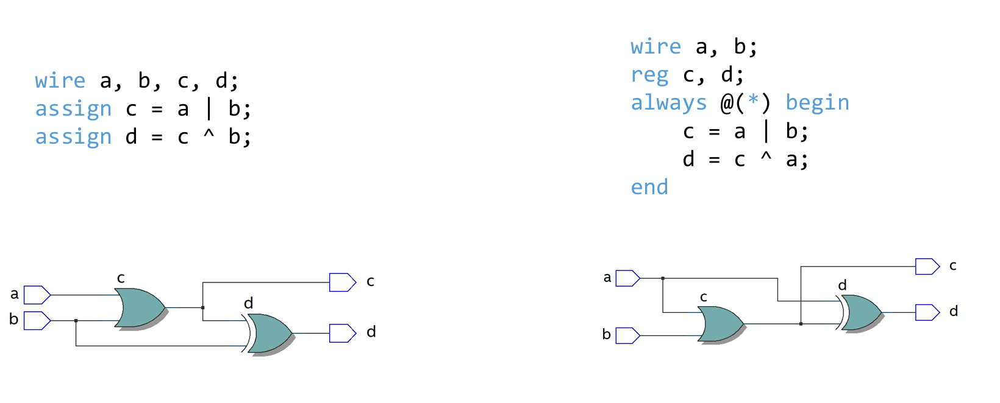 wire a, b, c, d;
assign c = a | b;
assign d = c ^ b;
wire a, b;
reg c, d;
always @(*) begin
    c = a | b;
    d = c ^ a;
end
c
a
b
d
c
d
a
b
c
d
c
d